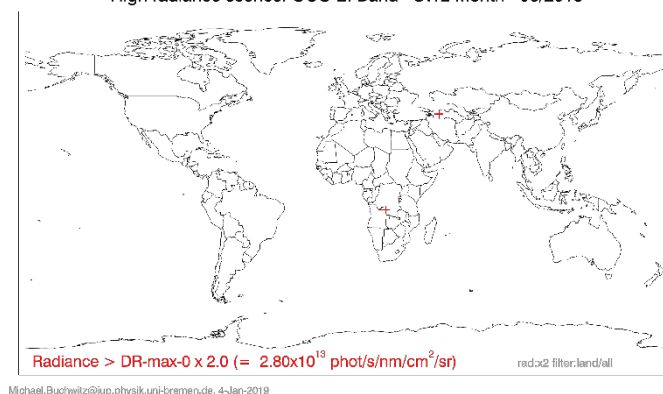 Radiance > DR-max-0 x 2.0 (= 2.80x10¹³ phot/s/nm/cm²/sr)
rad:x2 filter:land/all
Michael.Buchwitz@iup.physik.uni-bremen.de, 4-Jan-2019